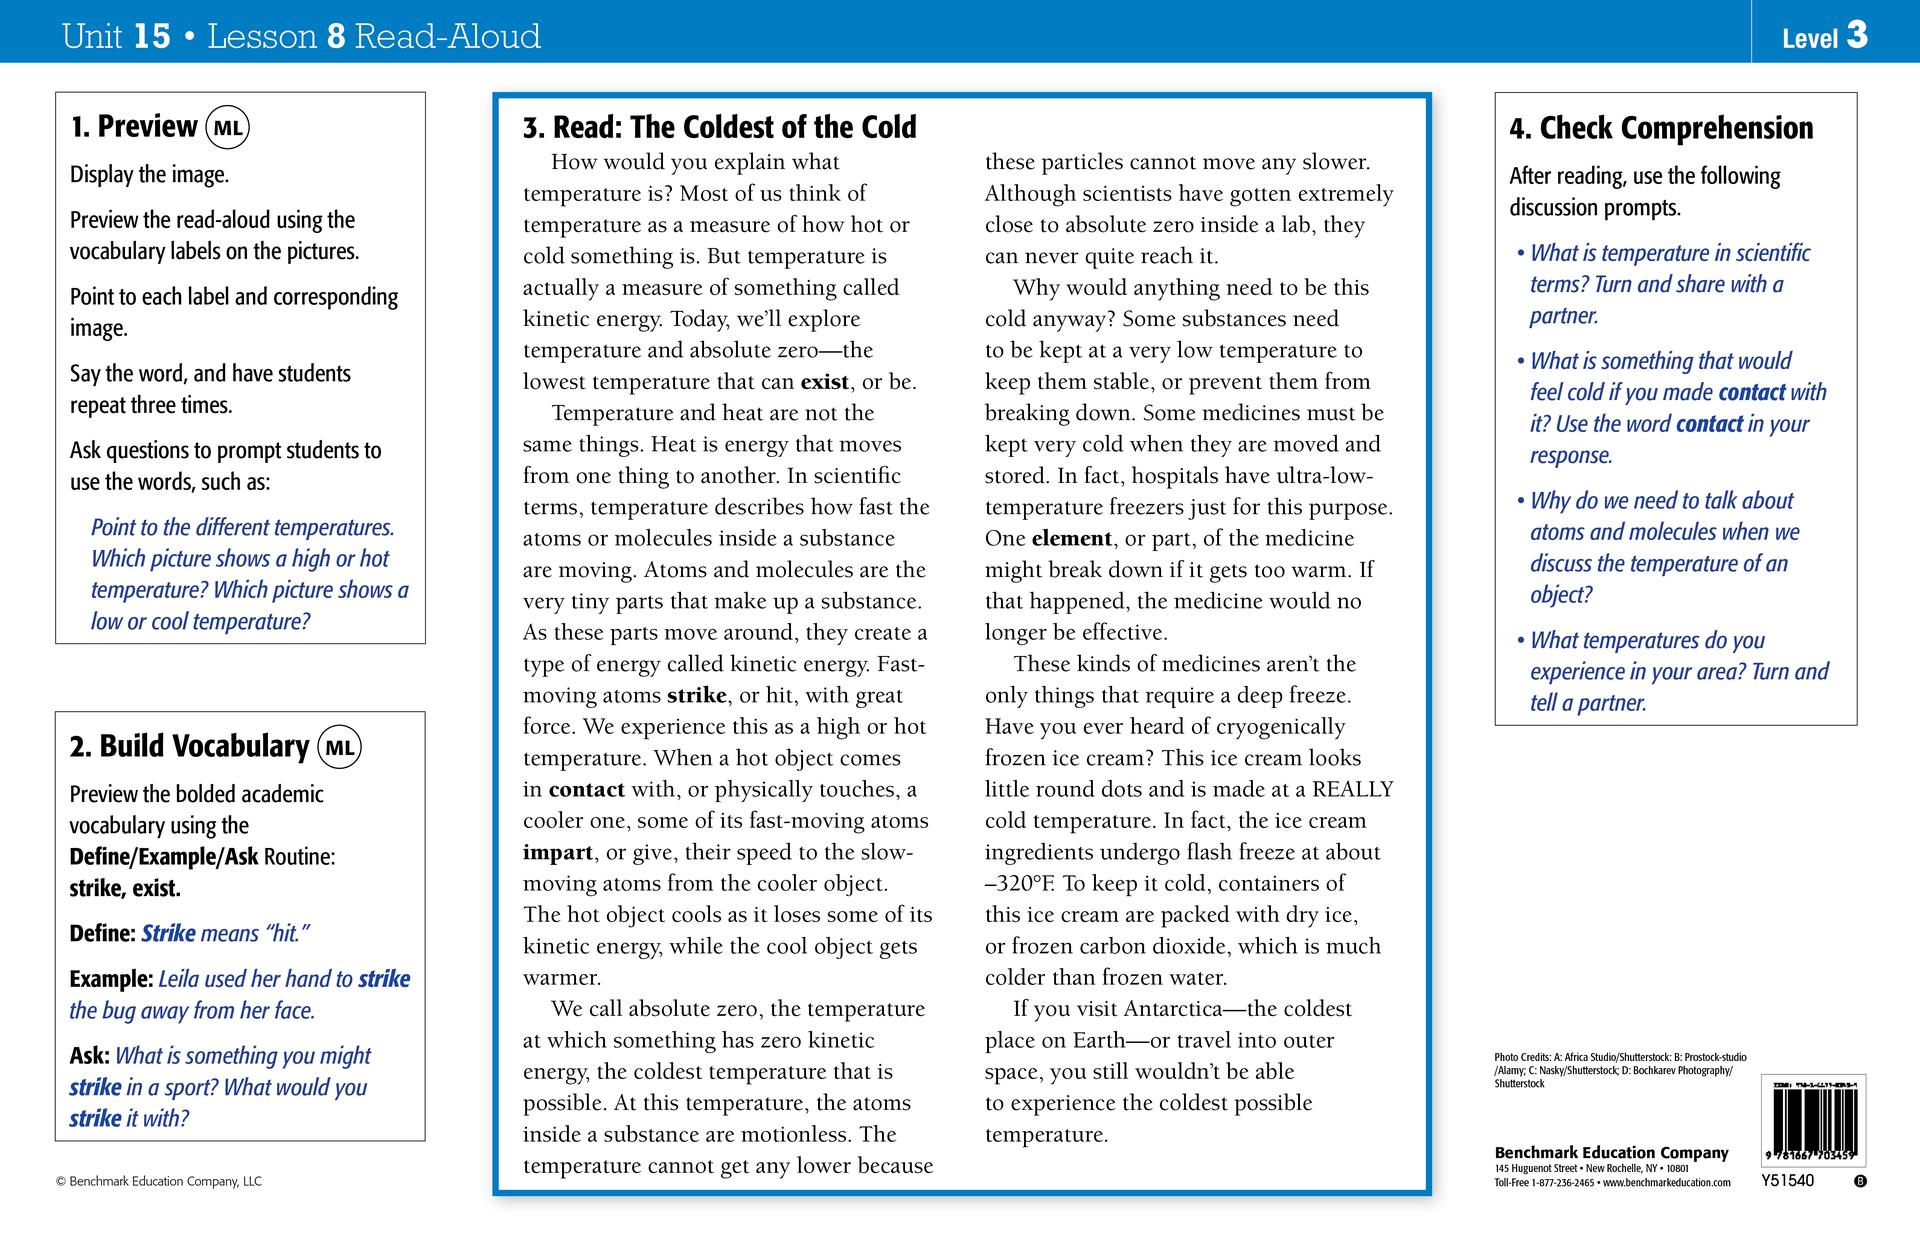 Unit 15 • Lesson 8 Read-Aloud
Level 3
1. Preview ML
Display the image.
Preview the read-aloud using the
vocabulary labels on the pictures.
Point to each label and corresponding
image.
Say the word, and have students
repeat three times.
Ask questions to prompt students to
use the words, such as:
Point to the different temperatures.
Which picture shows a high or hot
temperature? Which picture shows a
low or cool temperature?
2. Build Vocabulary ML
Preview the bolded academic
vocabulary using the
Define/Example/Ask Routine:
strike, exist.
Define: Strike means “hit.”
Example: Leila used her hand to strike
the bug away from her face.
Ask: What is something you might
strike in a sport? What would you
strike it with?
© Benchmark Education Company, LLC
3. Read: The Coldest of the Cold
How would you explain what
temperature is? Most of us think of
temperature as a measure of how hot or
cold something is. But temperature is
actually a measure of something called
kinetic energy. Today, we’ll explore
temperature and absolute zero—the
lowest temperature that can exist, or be.
Temperature and heat are not the
same things. Heat is energy that moves
from one thing to another. In scientific
terms, temperature describes how fast the
atoms or molecules inside a substance
are moving. Atoms and molecules are the
very tiny parts that make up a substance.
As these parts move around, they create a
type of energy called kinetic energy. Fast-
moving atoms strike, or hit, with great
force. We experience this as a high or hot
temperature. When a hot object comes
in contact with, or physically touches, a
cooler one, some of its fast-moving atoms
impart, or give, their speed to the slow-
moving atoms from the cooler object.
The hot object cools as it loses some of its
kinetic energy, while the cool object gets
warmer.
We call absolute zero, the temperature
at which something has zero kinetic
energy, the coldest temperature that is
possible. At this temperature, the atoms
inside a substance are motionless. The
temperature cannot get any lower because
these particles cannot move any slower.
Although scientists have gotten extremely
close to absolute zero inside a lab, they
can never quite reach it.
Why would anything need to be this
cold anyway? Some substances need
to be kept at a very low temperature to
keep them stable, or prevent them from
breaking down. Some medicines must be
kept very cold when they are moved and
stored. In fact, hospitals have ultra-low-
temperature freezers just for this purpose.
One element, or part, of the medicine
might break down if it gets too warm. If
that happened, the medicine would no
longer be effective.
These kinds of medicines aren’t the
only things that require a deep freeze.
Have you ever heard of cryogenically
frozen ice cream? This ice cream looks
little round dots and is made at a REALLY
cold temperature. In fact, the ice cream
ingredients undergo flash freeze at about
–320°F. To keep it cold, containers of
this ice cream are packed with dry ice,
or frozen carbon dioxide, which is much
colder than frozen water.
If you visit Antarctica—the coldest
place on Earth—or travel into outer
space, you still wouldn’t be able
to experience the coldest possible
temperature.
4. Check Comprehension
After reading, use the following
discussion prompts.
• What is temperature in scientific
terms? Turn and share with a
partner.
• What is something that would
feel cold if you made contact with
it? Use the word contact in your
response.
• Why do we need to talk about
atoms and molecules when we
discuss the temperature of an
object?
• What temperatures do you
experience in your area? Turn and
tell a partner.
Photo Credits: A: Africa Studio/Shutterstock: B: Prostock-studio
/Alamy; C: Nasky/Shutterstock; D: Bochkarev Photography/
Shutterstock
Benchmark Education Company
145 Huguenot Street • New Rochelle, NY • 10801
Toll-Free 1-877-236-2465 • www.benchmarkeducation.com
9 781667 703459
Y51540 B